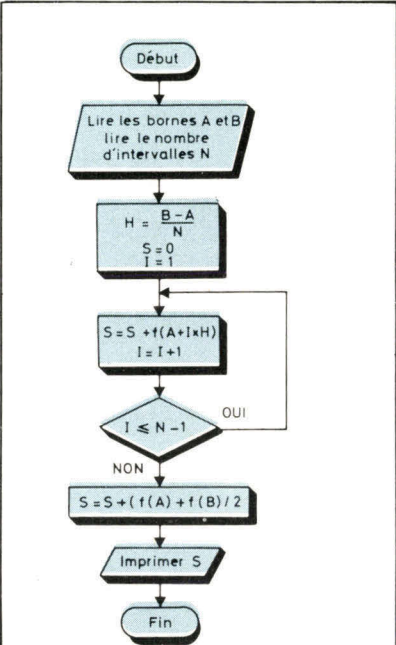 Début
Lire les bornes A et B
lire le nombre
d'intervalles N
H = B-A
N
S=0
I=1
S=S+f(A+I×H)
I=I+1
I ≤ N-1
OUI
NON
S=S+(f(A)+f(B)/2
Imprimer S
Fin